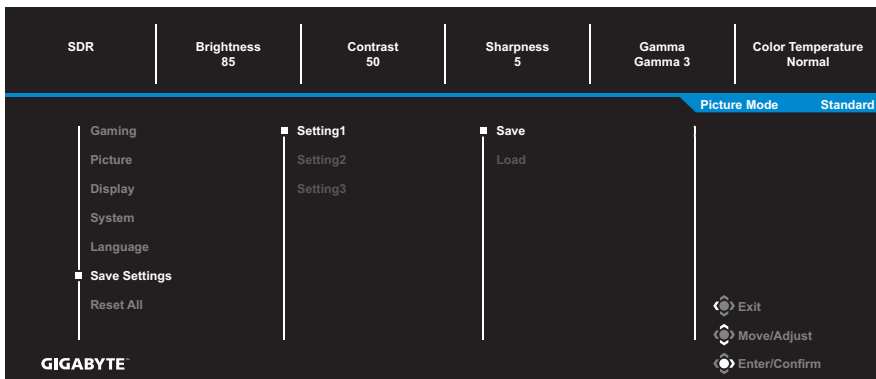 SDR Brightness Contrast Sharpness Gamma Color Temperature
85 50 5 Gamma 3 Normal
Picture Mode Standard
Gaming Setting1 Save
Picture Setting2 Load
Display Setting3
System
Language
Save Settings
Reset All Exit
Move/Adjust
GIGABYTE™ Enter/Confirm